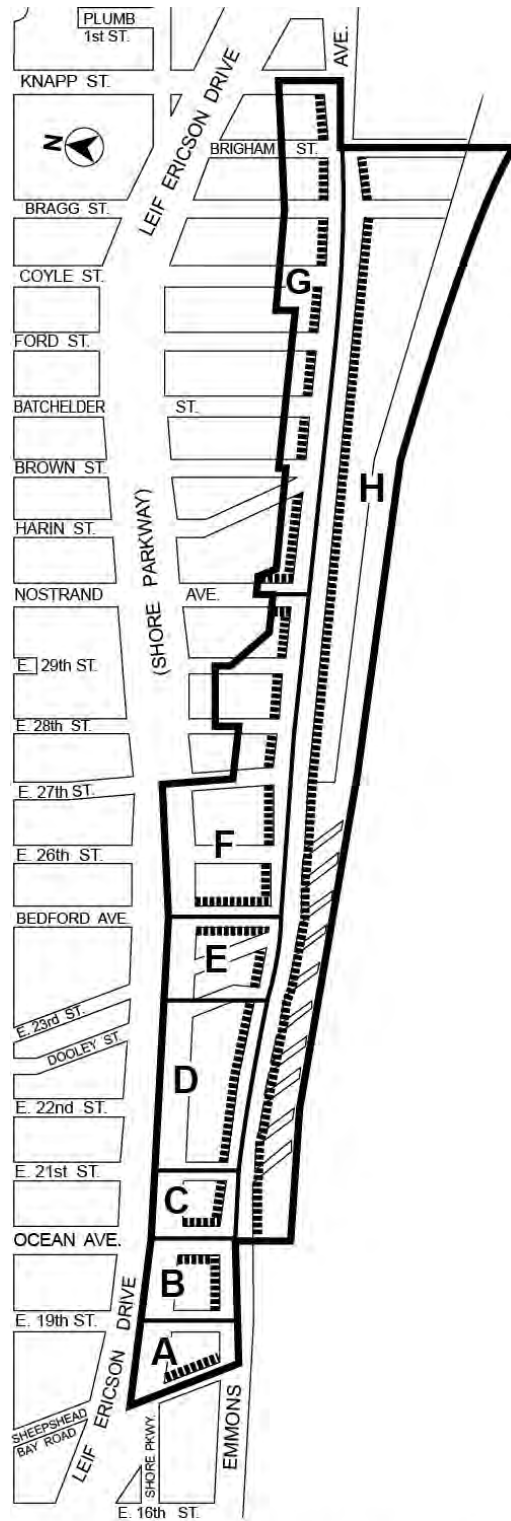 PLUMB
1st ST.
KNAPP ST.
LEIF ERICSON DRIVE
AVE.
N
BRIGHAM ST.
BRAGG ST.
COYLE ST.
G
FORD ST.
BATCHELDER ST.
BROWN ST.
H
HARIN ST.
(SHORE PARKWAY)
NOSTRAND AVE.
E. 29th ST.
E. 28th ST.
E. 27th ST.
F
E. 26th ST.
BEDFORD AVE.
E
E. 23rd ST.
DOOLEY ST.
D
E. 22nd ST.
E. 21st ST.
C
OCEAN AVE.
B
E. 19th ST.
A
LEIF ERICSON DRIVE
SHEEPSHEAD
BAY ROAD
SHORE PKWY.
EMMONS
E. 16th ST.